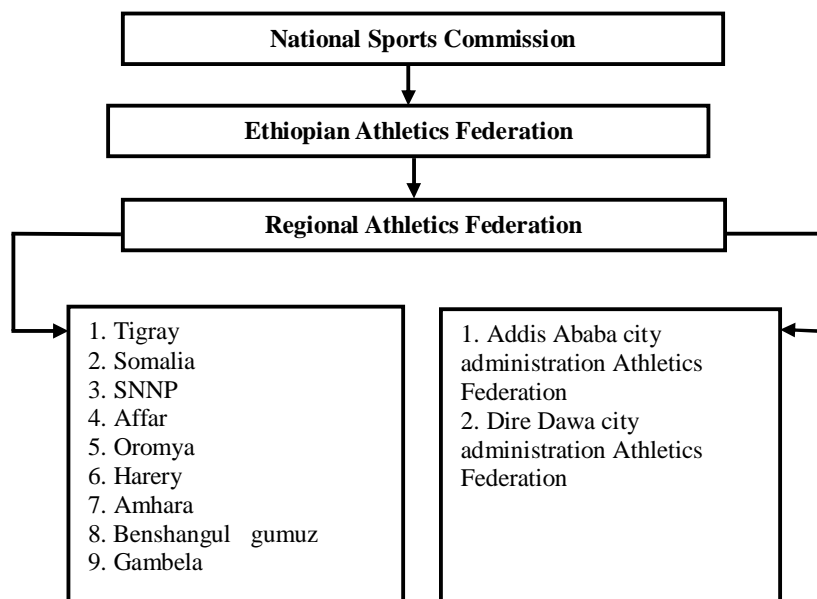 National Sports Commission
Ethiopian Athletics Federation
Regional Athletics Federation
1. Tigray
2. Somalia
3. SNNP
4. Affar
5. Oromya
6. Harery
7. Amhara
8. Benshangul gumuz
9. Gambela
1. Addis Ababa city
administration Athletics
Federation
2. Dire Dawa city
administration Athletics
Federation